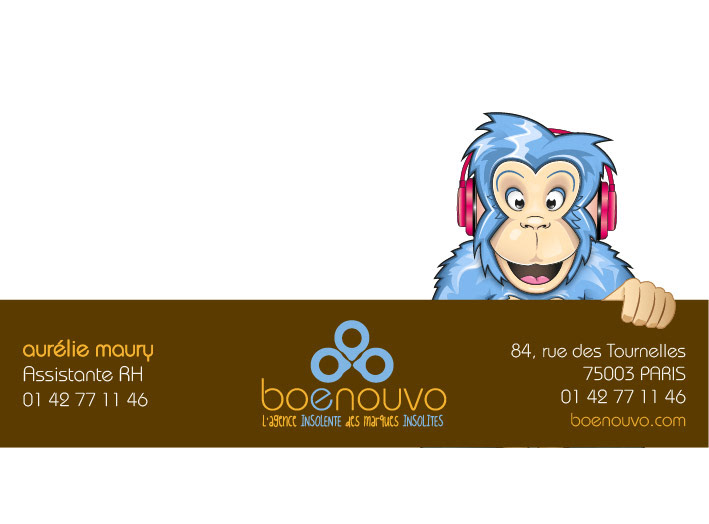 aurélie maury
Assistante RH
01 42 77 11 46
boenouvo
L'agence INSOLENTE des marques INSOLITES
84, rue des Tournelles
75003 PARIS
01 42 77 11 46
boenouvo.com